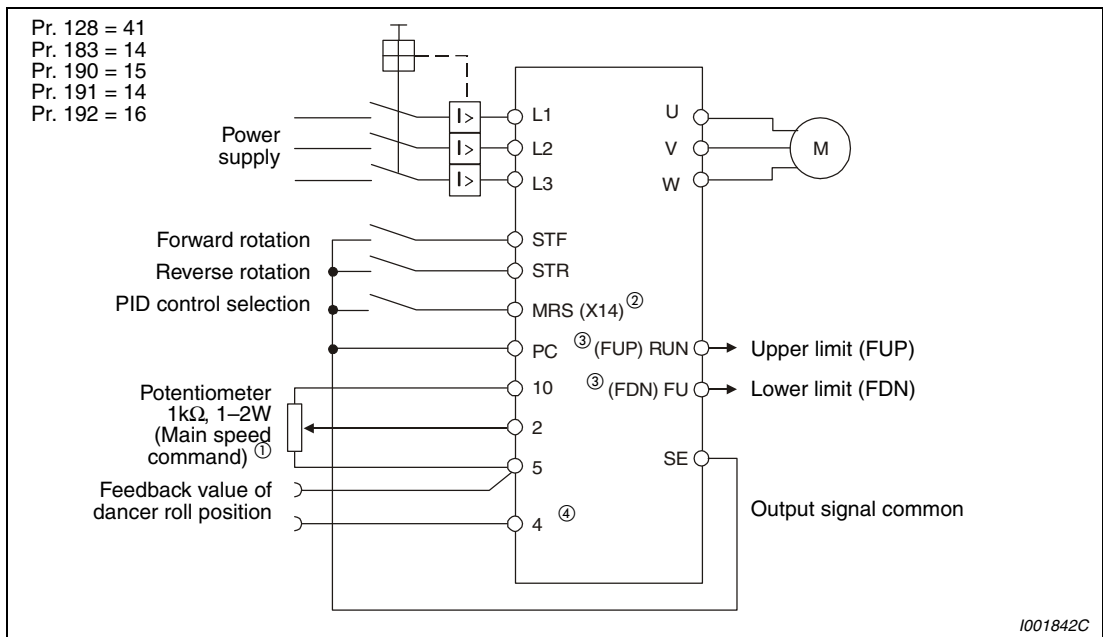 Pr. 128 = 41
Pr. 183 = 14
Pr. 190 = 15
Pr. 191 = 14
Pr. 192 = 16
Power
supply
I>
I>
I>
L1
L2
L3
U
V
W
M
Forward rotation
Reverse rotation
PID control selection
STF
STR
MRS (X14) ②
PC
③ (FUP) RUN
Upper limit (FUP)
10
③ (FDN) FU
Lower limit (FDN)
Potentiometer
1kΩ, 1–2W
(Main speed
command) ①
2
5
SE
Feedback value of
dancer roll position
4 ④
Output signal common
I001842C